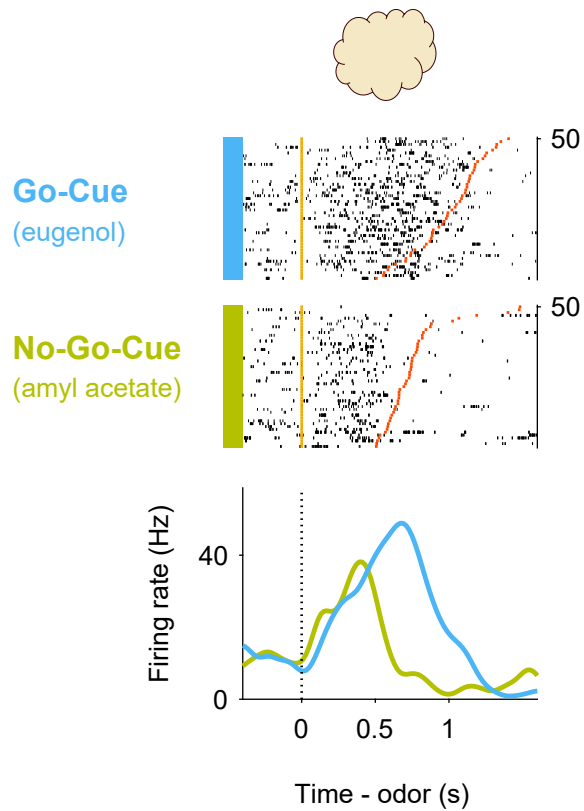 50
Go-Cue
(eugenol)
50
No-Go-Cue
(amyl acetate)
Firing rate (Hz)
40
0
0 0.5 1
Time - odor (s)